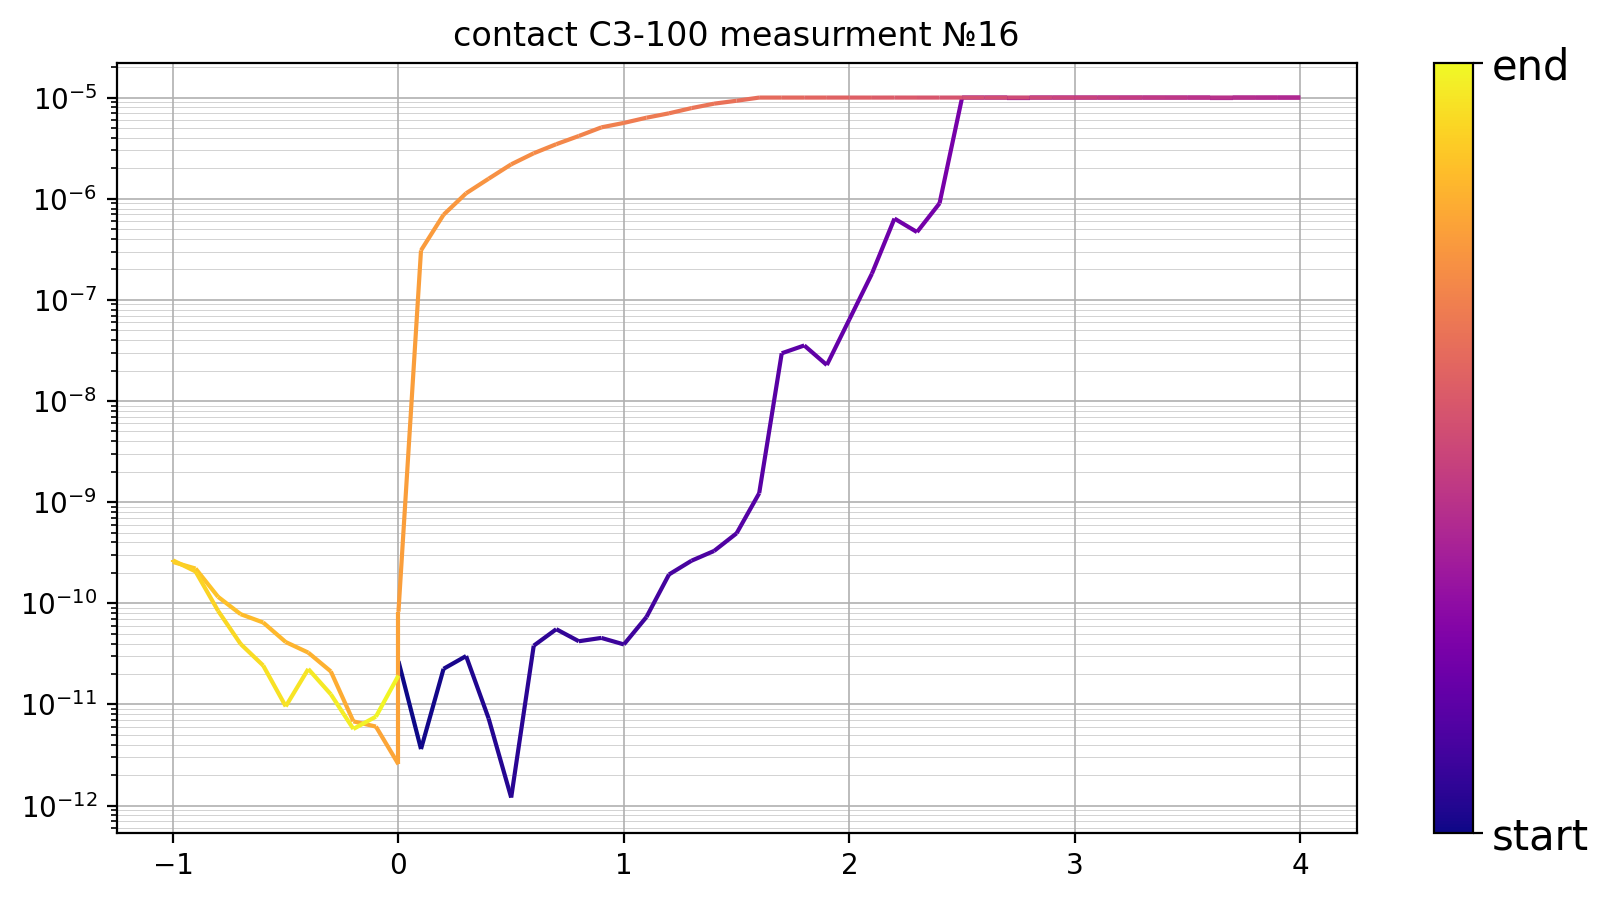 contact C3-100 measurment №16
10⁻⁵
10⁻⁶
10⁻⁷
10⁻⁸
10⁻⁹
10⁻¹⁰
10⁻¹¹
10⁻¹²
−1 0 1 2 3 4
end
start